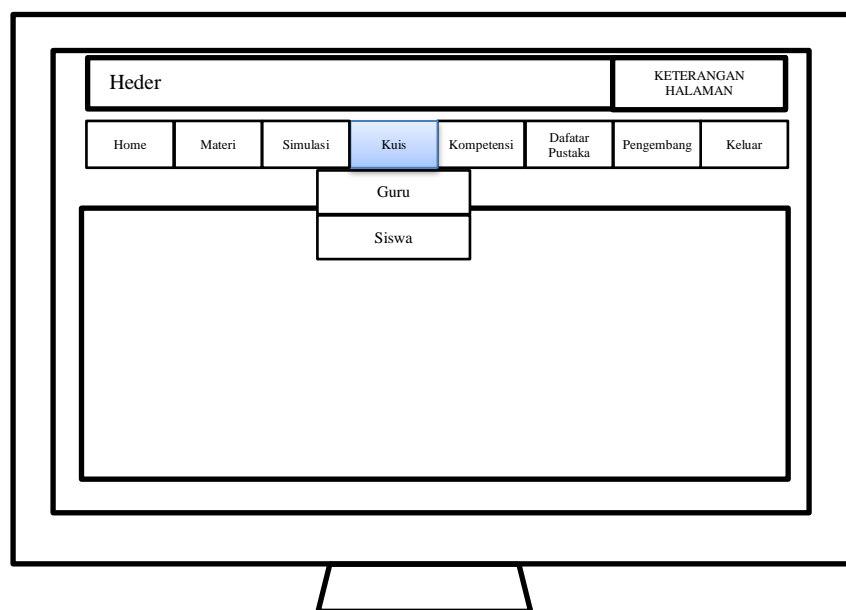 Heder
KETERANGAN
HALAMAN
Home
Materi
Simulasi
Kuis
Kompetensi
Dafatar
Pustaka
Pengembang
Keluar
Guru
Siswa